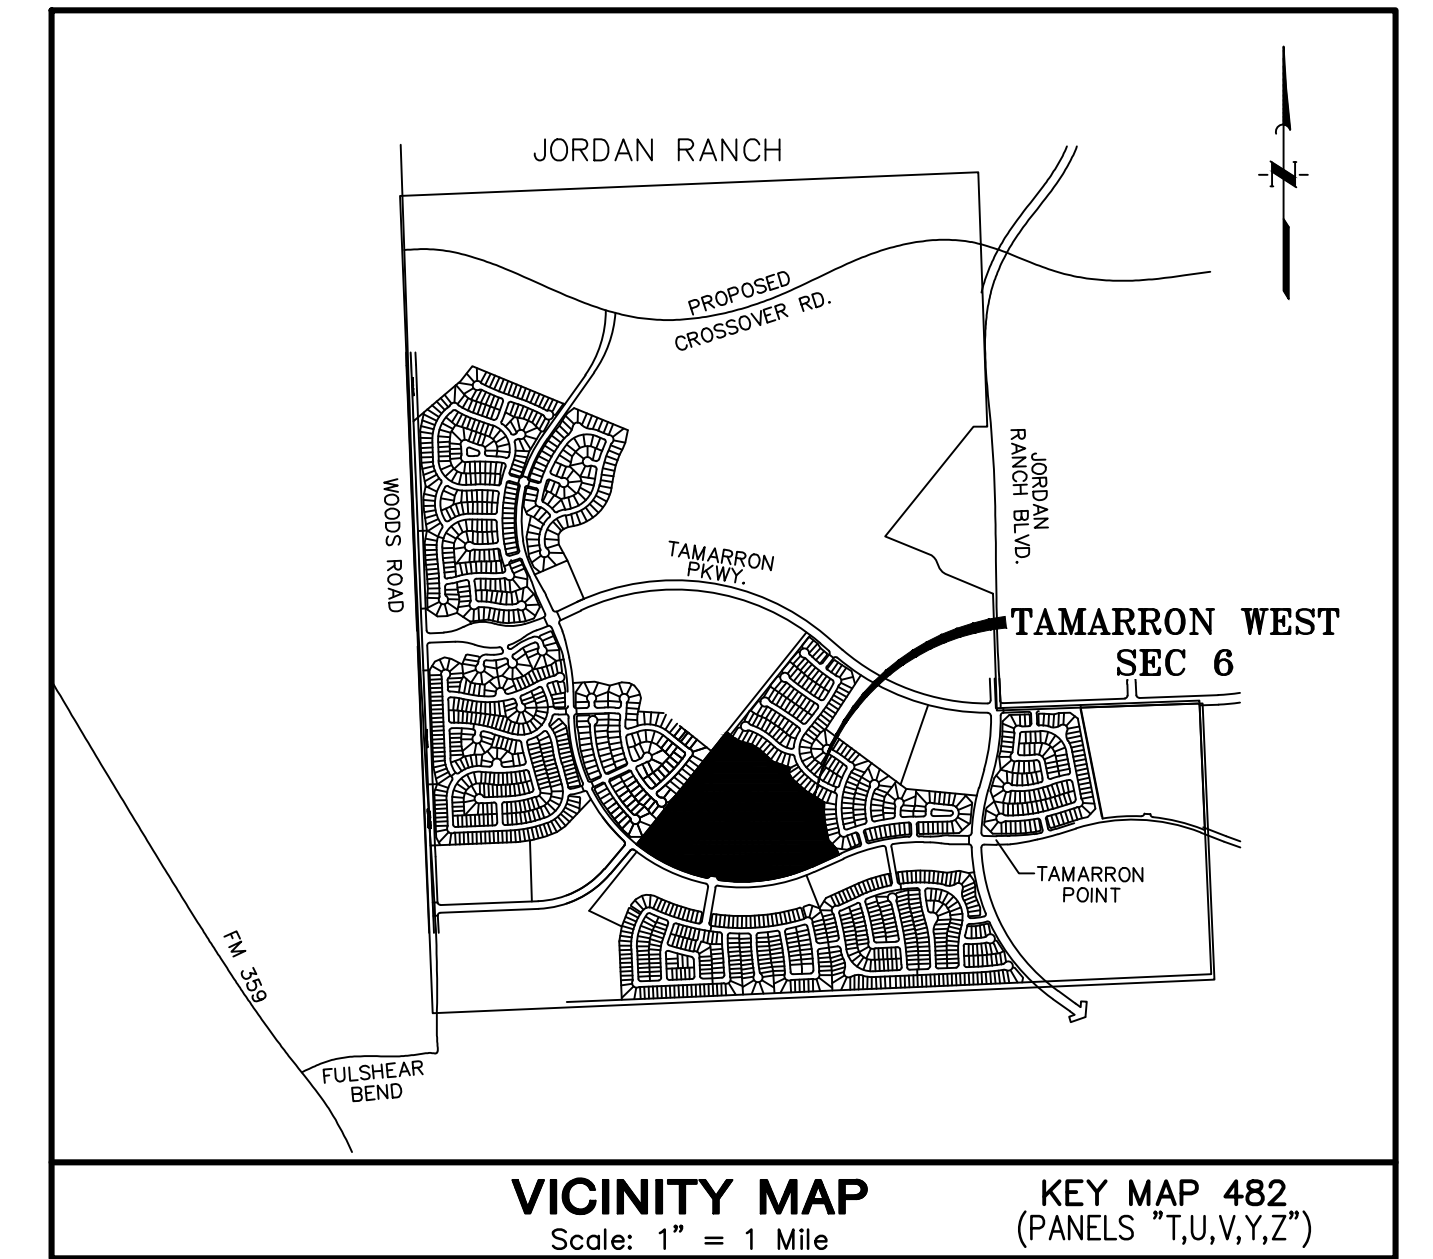 JORDAN RANCH
N
PROPOSED
CROSSOVER RD.
JORDAN
RANCH BLVD.
WOODS ROAD
TAMARRON
PKWY.
TAMARRON WEST
SEC 6
TAMARRON
POINT
FM 359
FULSHEAR
BEND
VICINITY MAP
Scale: 1" = 1 Mile
KEY MAP 482
(PANELS "T,U,V,Y,Z")